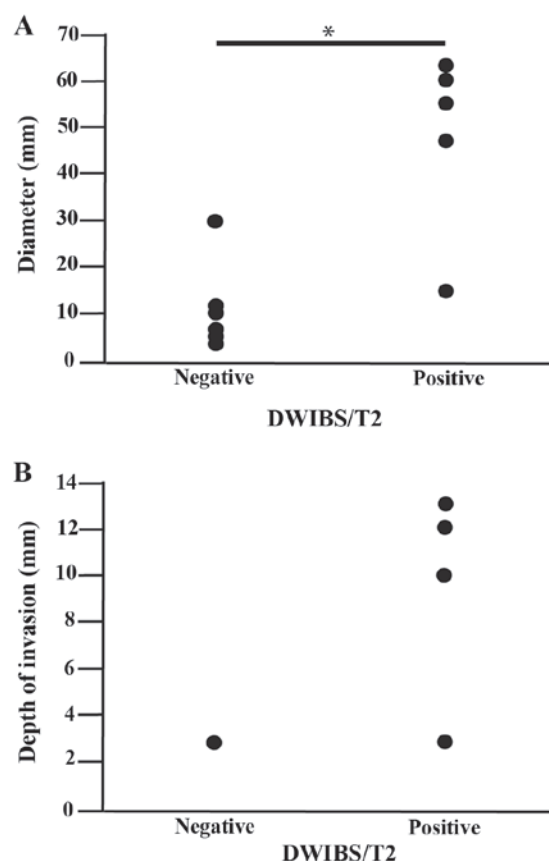 A
70
*
60
50
40
30
20
10
0
Diameter (mm)
Negative Positive
DWIBS/T2
B
14
12
10
8
6
4
2
0
Depth of invasion (mm)
Negative Positive
DWIBS/T2